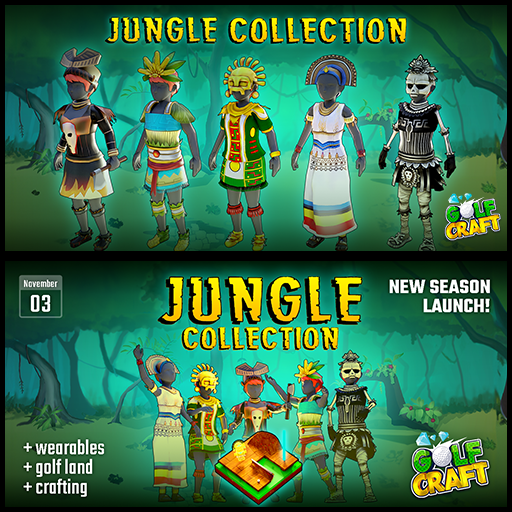 JUNGLE COLLECTION
GOLF
CRAFT
November
03
JUNGLE
COLLECTION
NEW SEASON
LAUNCH!
+ wearables
+ golf land
+ crafting
GOLF
CRAFT